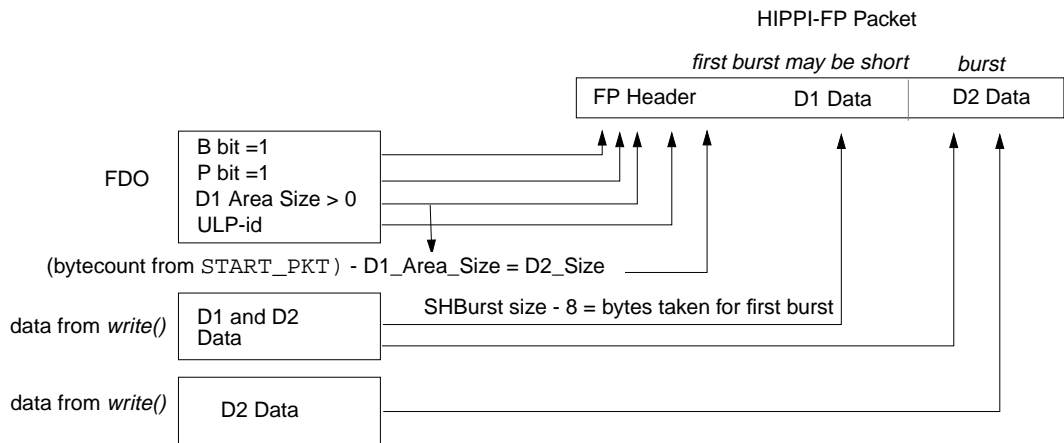 HIPPI-FP Packet
first burst may be short burst
FP Header D1 Data D2 Data
FDO
B bit =1
P bit =1
D1 Area Size > 0
ULP-id
(bytecount from START_PKT) - D1_Area_Size = D2_Size
SHBurst size - 8 = bytes taken for first burst
data from write()
D1 and D2
Data
data from write()
D2 Data